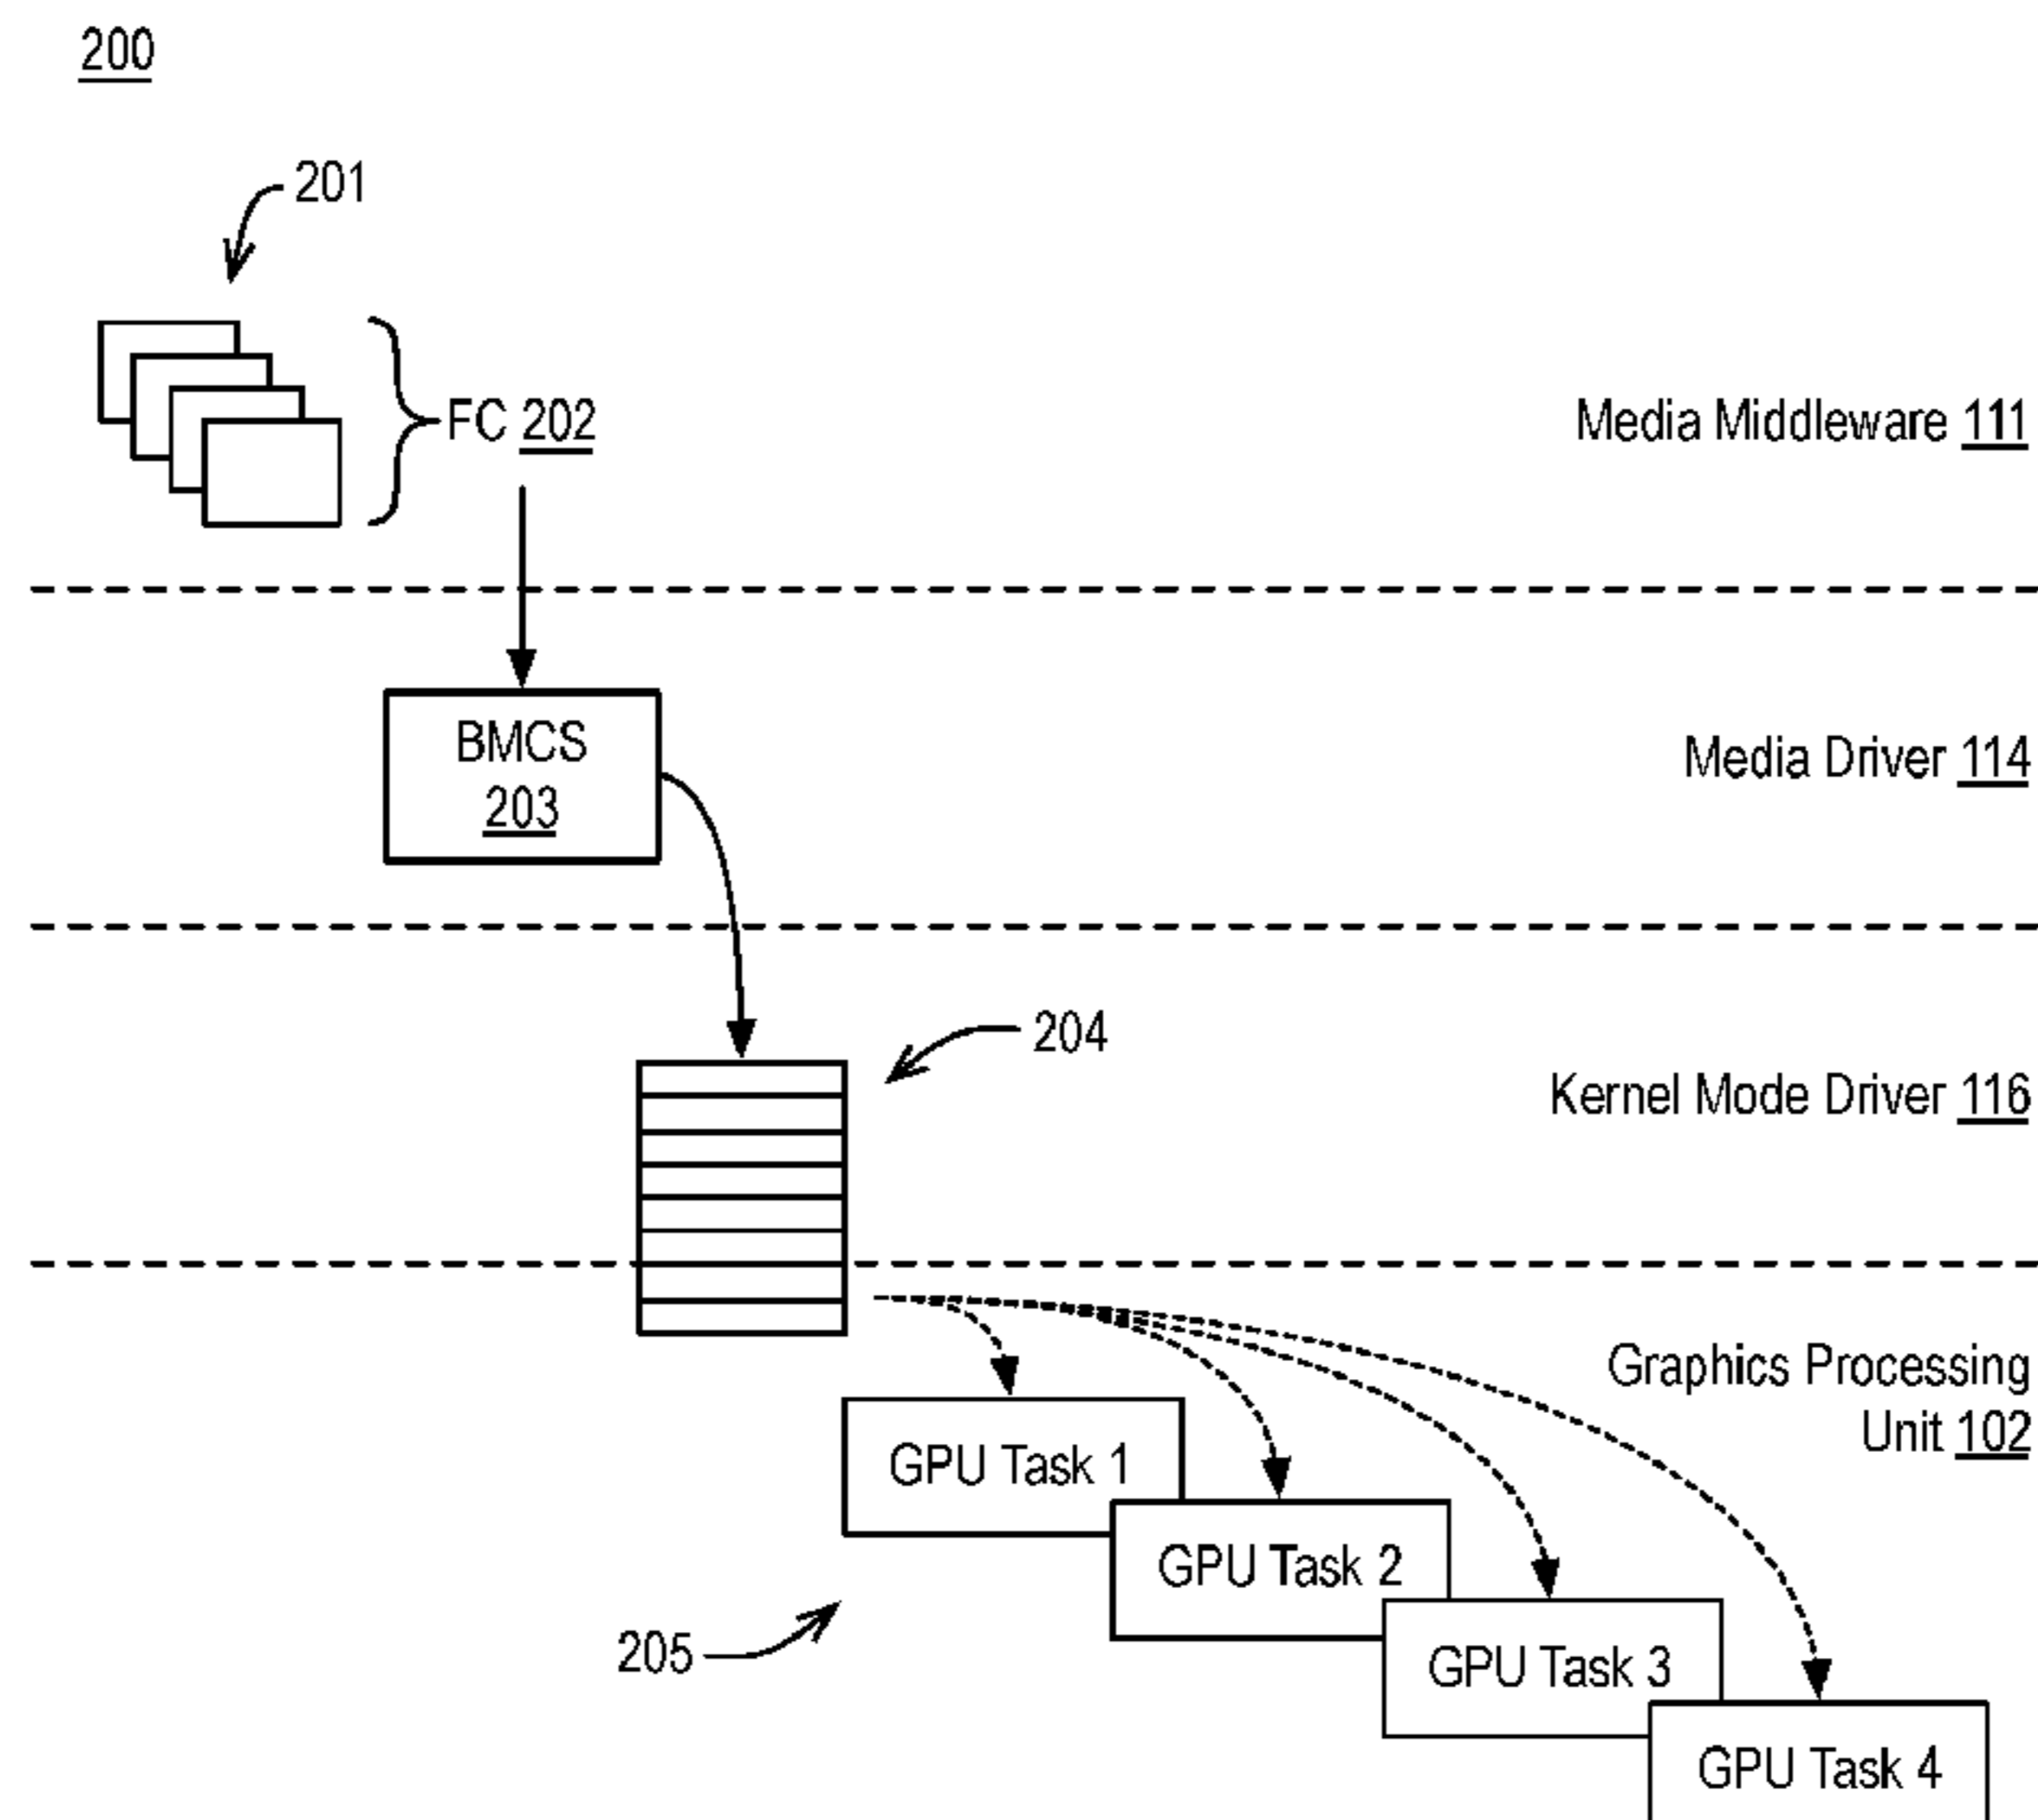 200
201
FC 202
Media Middleware 111
BMCS
203
Media Driver 114
204
Kernel Mode Driver 116
Graphics Processing
Unit 102
GPU Task 1
GPU Task 2
205
GPU Task 3
GPU Task 4